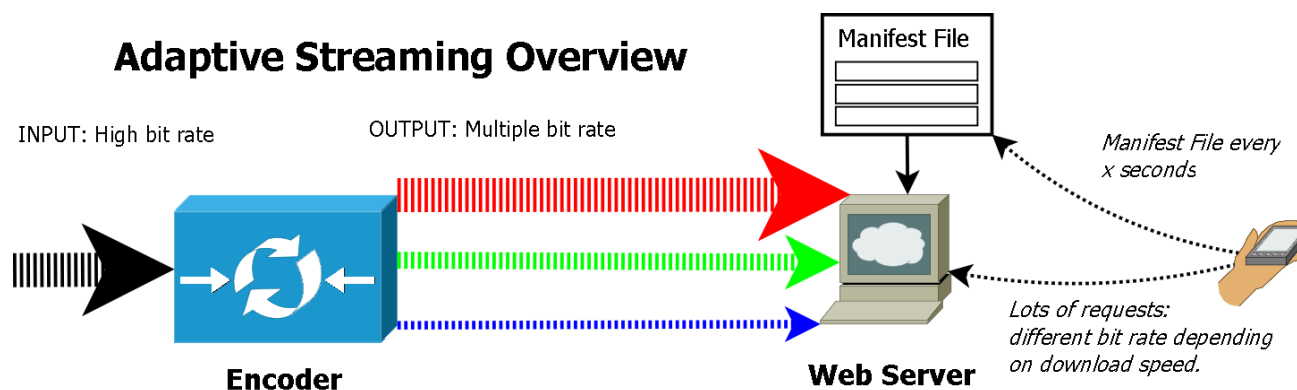 Adaptive Streaming Overview
Manifest File
INPUT: High bit rate
OUTPUT: Multiple bit rate
Manifest File every
x seconds
Lots of requests:
different bit rate depending
on download speed.
Encoder
Web Server